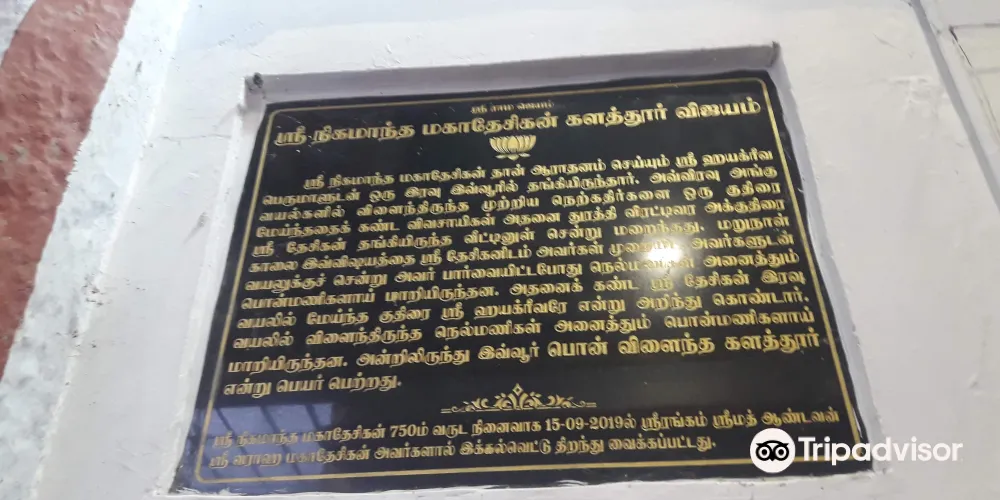 ஸ்ரீ ராம ஜெயம்
ஸ்ரீ நிகமாந்த மகாதேசிகன் களத்தூர் விஜயம்
ஸ்ரீ நிகமாந்த மகாதேசிகன் தான் ஆராதனம் செய்யும் ஸ்ரீ ஹயக்ரீவ
பெருமாளுடன் ஒரு இரவு இவ்வூரில் தங்கியிருந்தார். அவ்விரவு அங்கு
வயல்களில் விளைந்திருந்த முற்றிய நெற்கதிர்களை ஒரு குதிரை
மேய்ந்ததைக் கண்ட விவசாயிகள் அதனை துரத்தி விரட்டிவர அக்குதிரை
ஸ்ரீ தேசிகன் தங்கியிருந்த வீட்டினுள் சென்று மறைந்தது. மறுநாள்
காலை இவ்விஷயத்தை ஸ்ரீ தேசிகனிடம் அவர்கள் அவர்களுடன்
வயலுக்குச் சென்று அவர் பார்வையிட்டபோது நெல்மணிகள் அனைத்தும்
பொன்மணிகளாய் மாறியிருந்தன. அதனைக் கண்ட ஸ்ரீ தேசிகன் இரவு
வயலில் மேய்ந்த குதிரை ஸ்ரீ ஹயக்ரீவரே என்று அறிந்து கொண்டார்.
வயலில் விளைந்திருந்த நெல்மணிகள் அனைத்தும் பொன்மணிகளாய்
மாறியிருந்தன. அன்றிலிருந்து இவ்வூர் பொன் விளைந்த களத்தூர்
என்று பெயர் பெற்றது.
ஸ்ரீ நிகமாந்த மகாதேசிகன் 750ம் வருட நினைவாக 15-09-2019ல் ஸ்ரீரங்கம் ஸ்ரீமத் ஆண்டவன்
ஸ்ரீ வராஹ மகாதேசிகன் அவர்களால் இக்கல்வெட்டு திறந்து வைக்கப்பட்டது.
Tripadvisor